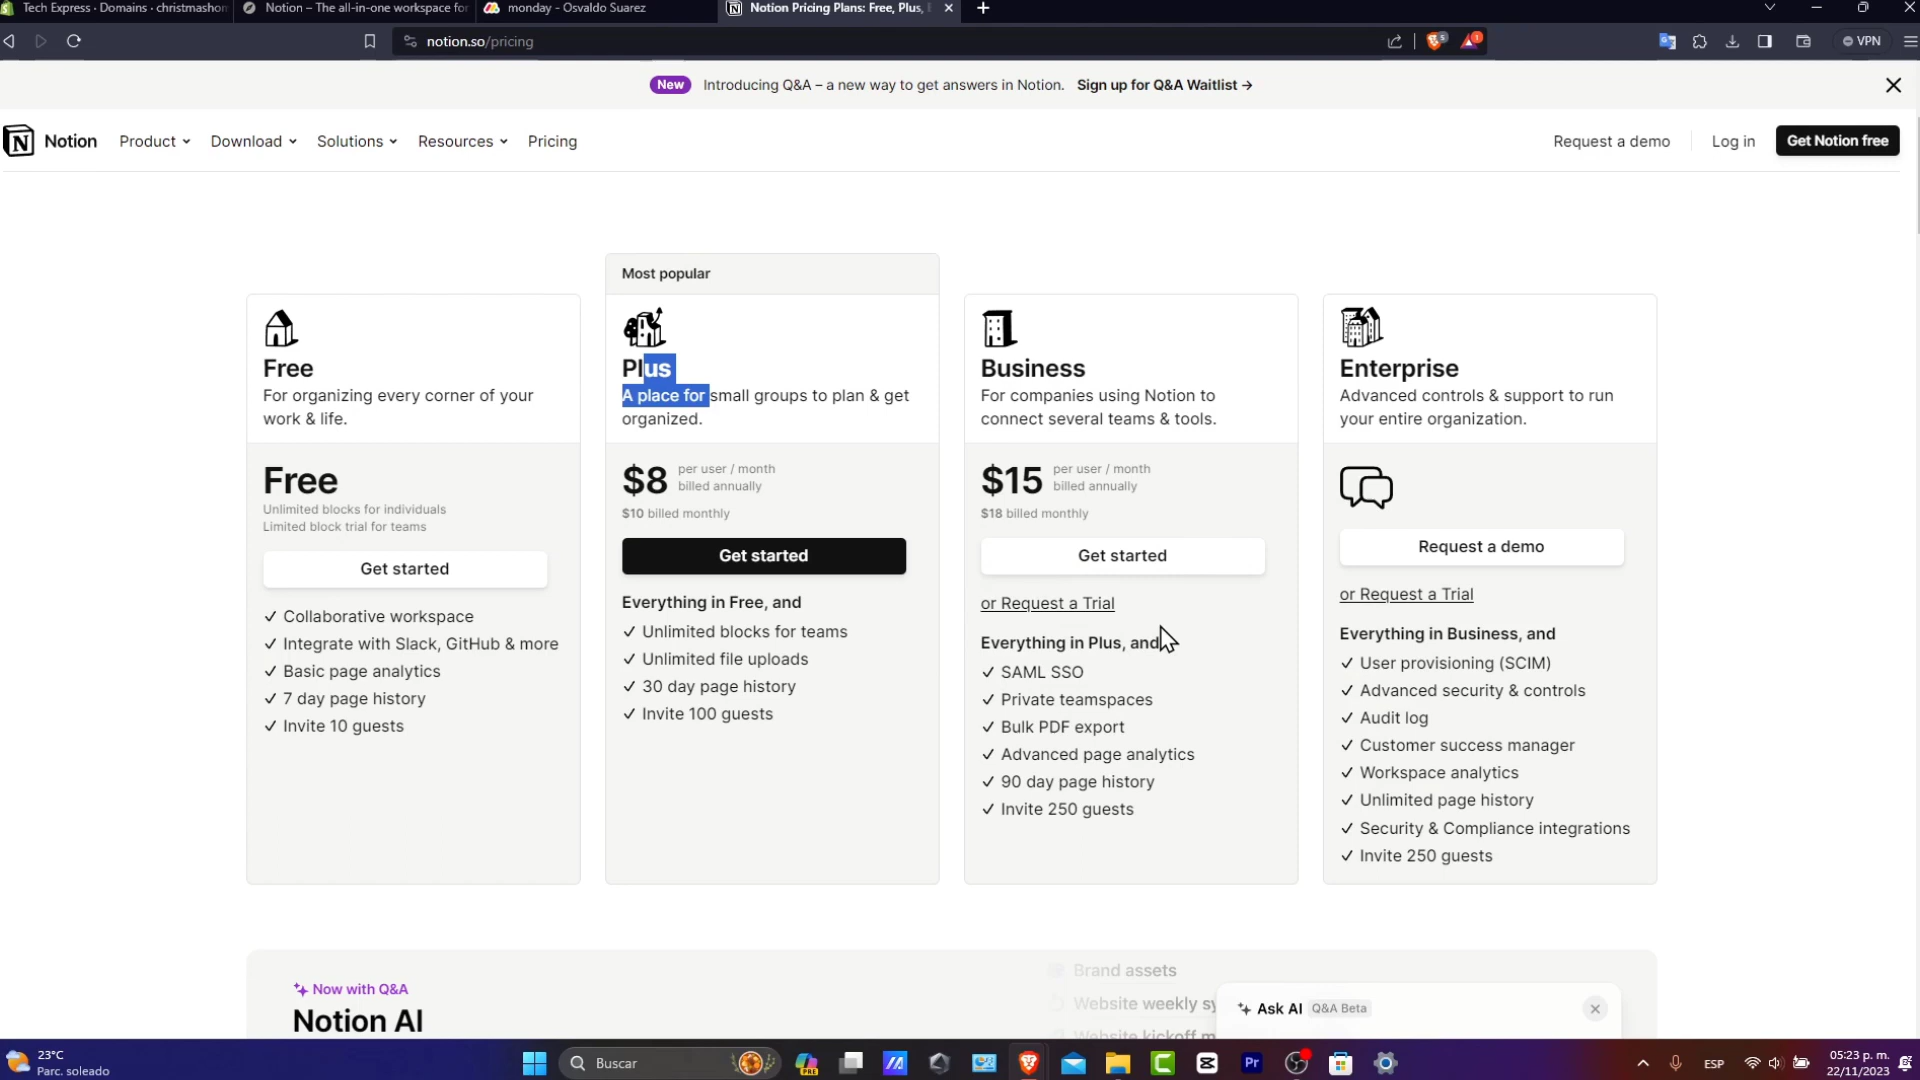 Tech Express · Domains · christmashom
Notion – The all-in-one workspace for
monday - Osvaldo Suarez
Notion Pricing Plans: Free, Plus,
notion.so/pricing
5
1
VPN
New Introducing Q&A – a new way to get answers in Notion. Sign up for Q&A Waitlist →
Notion Product Download Solutions Resources Pricing
Request a demo Log in Get Notion free
Most popular
Free
For organizing every corner of your
work & life.
Free
Unlimited blocks for individuals
Limited block trial for teams
Get started
✓ Collaborative workspace
✓ Integrate with Slack, GitHub & more
✓ Basic page analytics
✓ 7 day page history
✓ Invite 10 guests
Plus
A place for small groups to plan & get
organized.
$8 per user / month
billed annually
$10 billed monthly
Get started
Everything in Free, and
✓ Unlimited blocks for teams
✓ Unlimited file uploads
✓ 30 day page history
✓ Invite 100 guests
Business
For companies using Notion to
connect several teams & tools.
$15 per user / month
billed annually
$18 billed monthly
Get started
or Request a Trial
Everything in Plus, and
✓ SAML SSO
✓ Private teamspaces
✓ Bulk PDF export
✓ Advanced page analytics
✓ 90 day page history
✓ Invite 250 guests
Enterprise
Advanced controls & support to run
your entire organization.
Request a demo
or Request a Trial
Everything in Business, and
✓ User provisioning (SCIM)
✓ Advanced security & controls
✓ Audit log
✓ Customer success manager
✓ Workspace analytics
✓ Unlimited page history
✓ Security & Compliance integrations
✓ Invite 250 guests
Now with Q&A
Notion AI
Brand assets
Website weekly sy
Website kickoff m
Ask AI Q&A Beta
23°C
Parc. soleado
Buscar
PRE
Pr
ESP
05:23 p. m.
22/11/2023